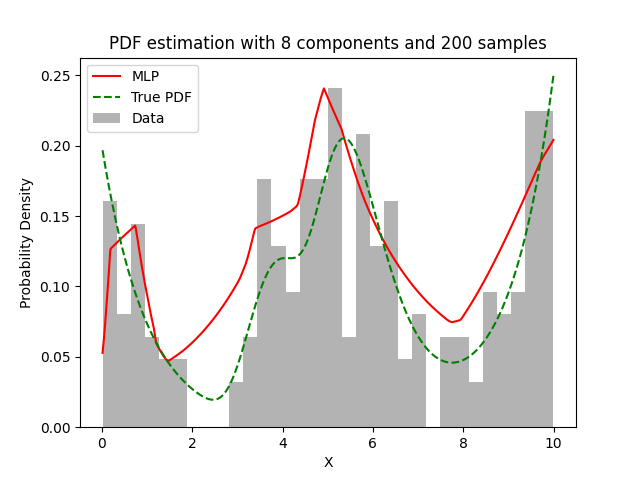 PDF estimation with 8 components and 200 samples
MLP
True PDF
Data
Probability Density
0.25
0.20
0.15
0.10
0.05
0.00
0 2 4 6 8 10
X